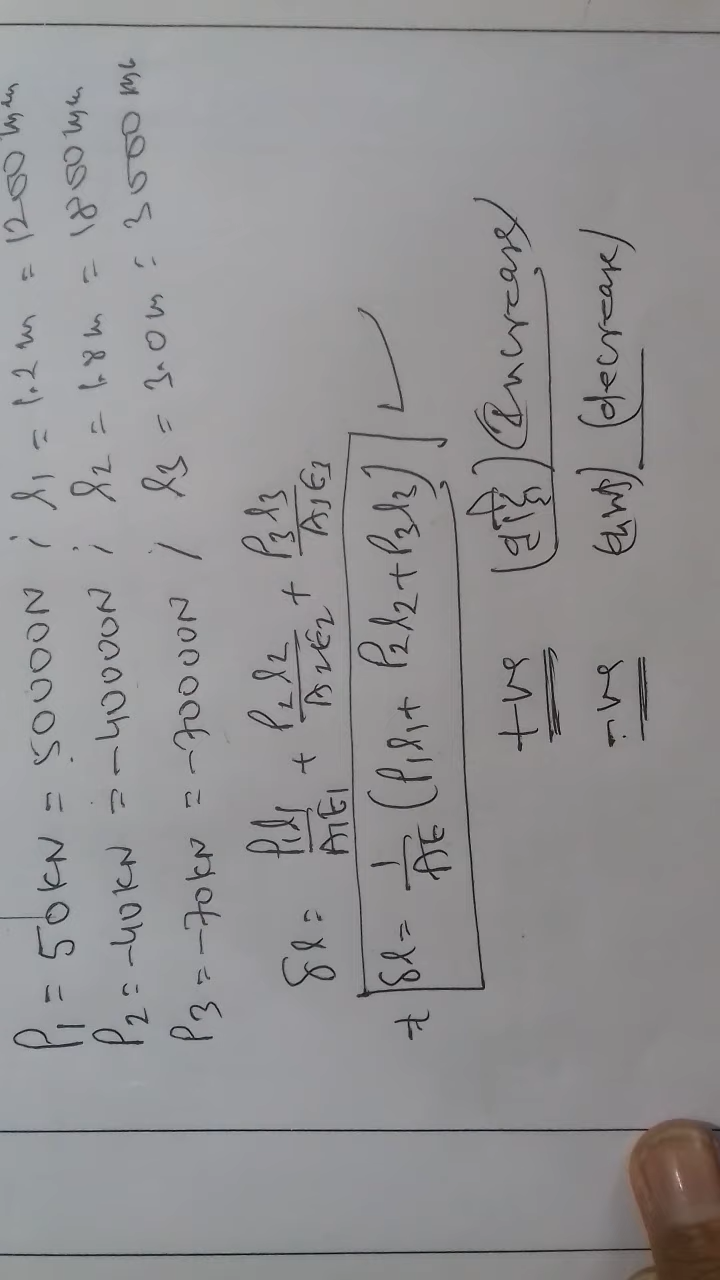 P1 = 50KN = 50000N ; l1 = 1.2m = 1200mm
P2 = -40KN = -40000N ; l2 = 1.8m = 1800mm
P3 = -70KN = -70000N / l3 = 3.0m = 3000mm
δl = P1l1/A1E1 + P2l2/A2E2 + P3l3/A3E3
δl = 1/AE (P1l1 + P2l2 + P3l3)
+ve (Increase)
-ve (decrease)